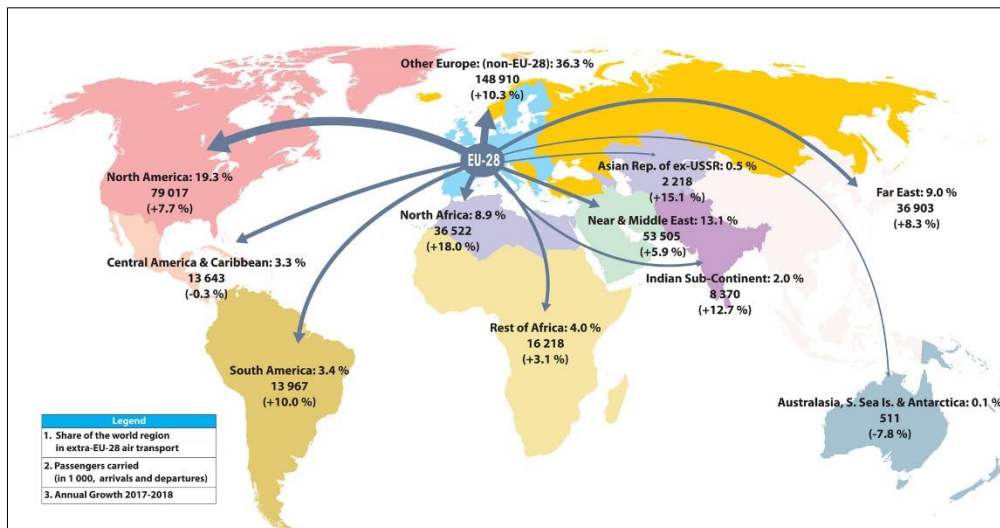 Other Europe: (non-EU-28): 36.3 %
148 910
(+10.3 %)
EU-28
North America: 19.3 %
79 017
(+7.7 %)
Asian Rep. of ex-USSR: 0.5 %
2 218
(+15.1 %)
Far East: 9.0 %
36 903
(+8.3 %)
North Africa: 8.9 %
36 522
(+18.0 %)
Near & Middle East: 13.1 %
53 505
(+5.9 %)
Central America & Caribbean: 3.3 %
13 643
(-0.3 %)
Indian Sub-Continent: 2.0 %
8 370
(+12.7 %)
Rest of Africa: 4.0 %
16 218
(+3.1 %)
South America: 3.4 %
13 967
(+10.0 %)
Australasia, S. Sea Is. & Antarctica: 0.1 %
511
(-7.8 %)
Legend
1. Share of the world region
in extra-EU-28 air transport
2. Passengers carried
(in 1 000, arrivals and departures)
3. Annual Growth 2017-2018